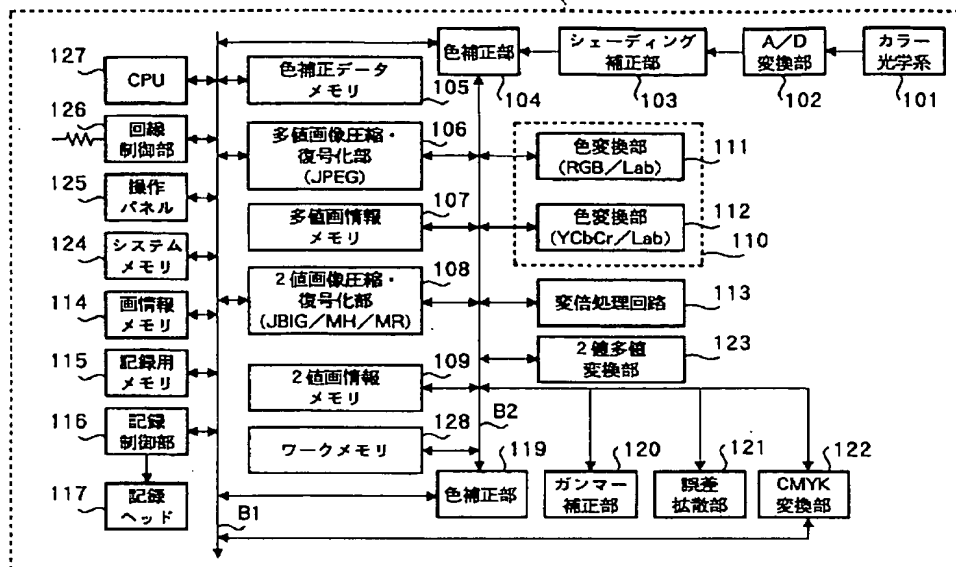 127
CPU
126
回線
制御部
125
操作
パネル
124
システム
メモリ
114
画情報
メモリ
115
記録用
メモリ
116
記録
制御部
117
記録
ヘッド
B1
色補正データ
メモリ
105
106
多値画像圧縮・
復号化部
(JPEG)
107
多値画情報
メモリ
108
2値画像圧縮・
復号化部
(JBIG/MH/MR)
109
2値画情報
メモリ
128
ワークメモリ
B2
色補正部
104
シェーディング
補正部
103
A/D
変換部
102
カラー
光学系
101
色変換部
(RGB/Lab)
111
色変換部
(YCbCr/Lab)
112
110
変倍処理回路
113
2値多値
変換部
123
119
色補正部
120
ガンマー
補正部
121
誤差
拡散部
122
CMYK
変換部